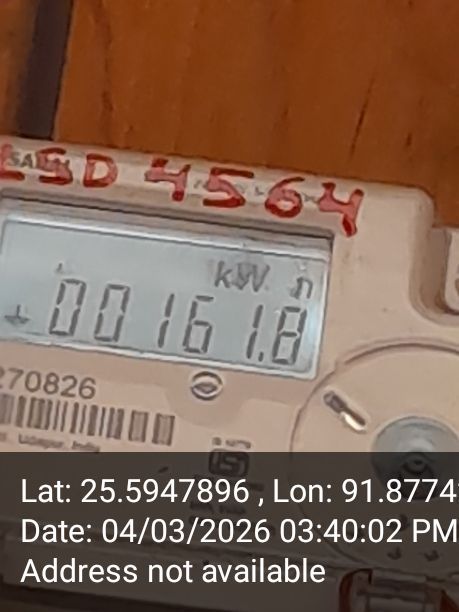 LSD 4564
kW h
00161.8
270826
Udaipur, India
Lat: 25.5947896 , Lon: 91.8774
Date: 04/03/2026 03:40:02 PM
Address not available